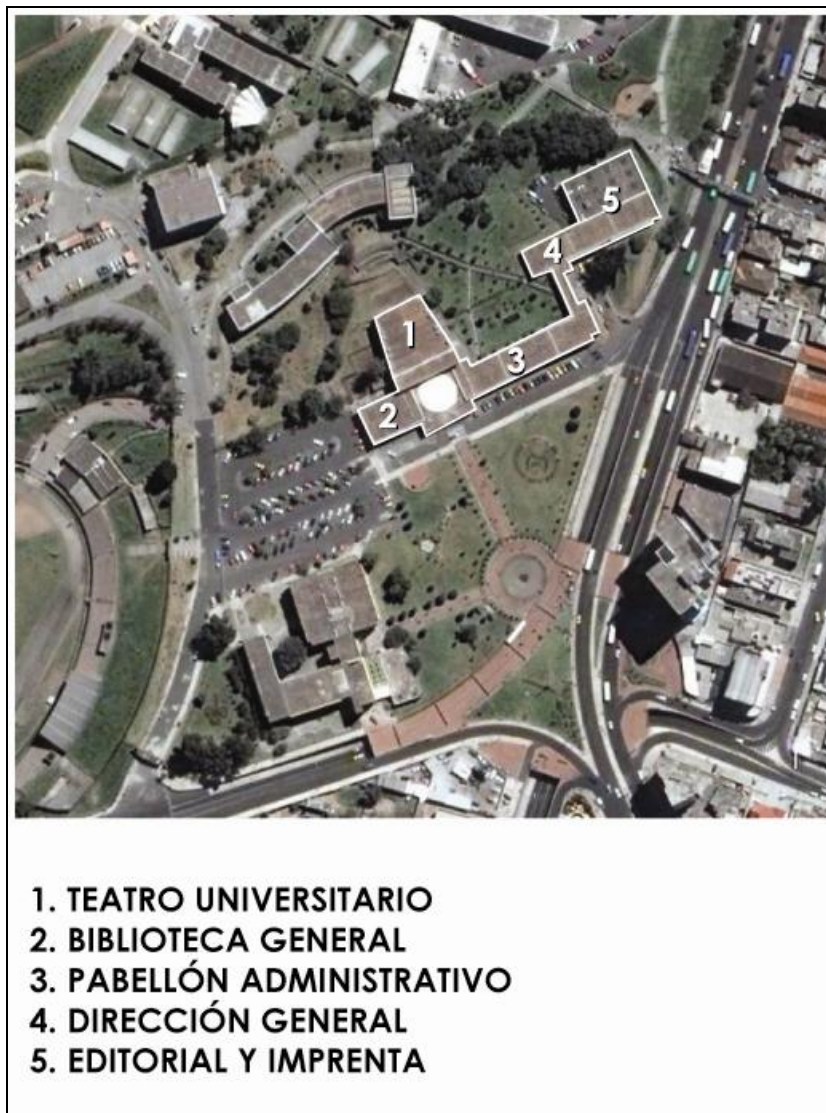 1
2
3
4
5
1. TEATRO UNIVERSITARIO
2. BIBLIOTECA GENERAL
3. PABELLÓN ADMINISTRATIVO
4. DIRECCIÓN GENERAL
5. EDITORIAL Y IMPRENTA